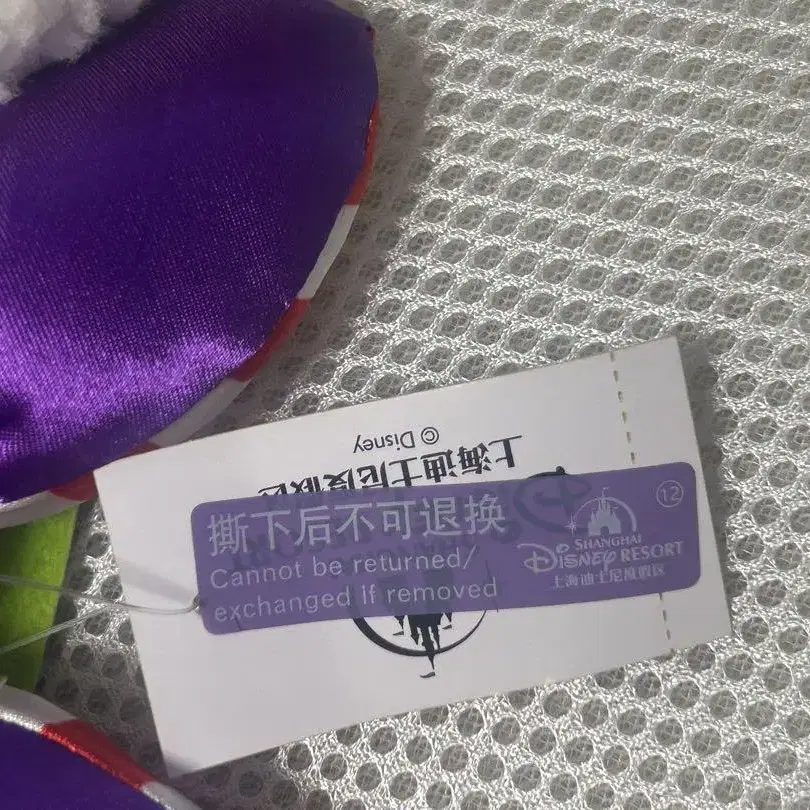 © Disney
上海迪士尼度假区
撕下后不可退换
Cannot be returned/
exchanged If removed
12
SHANGHAI
DISNEY RESORT
上海迪士尼度假区